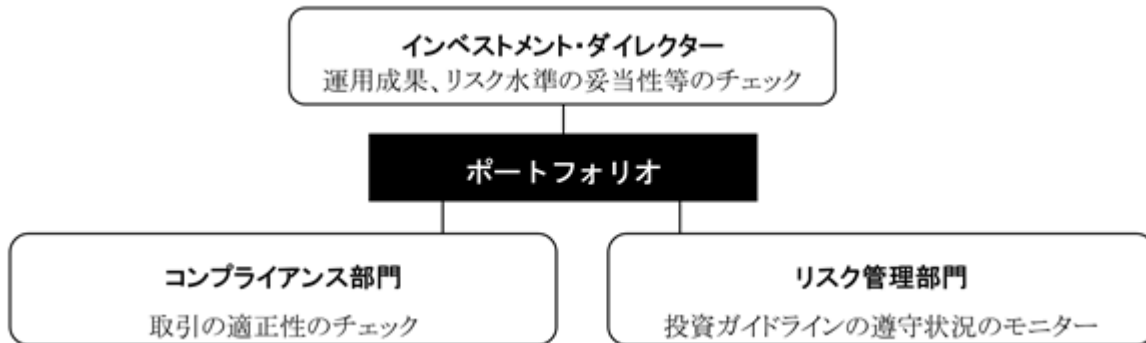 インベストメント・ダイレクター
運用成果、リスク水準の妥当性等のチェック
ポートフォリオ
コンプライアンス部門
リスク管理部門
取引の適正性のチェック
投資ガイドラインの遵守状況のモニター